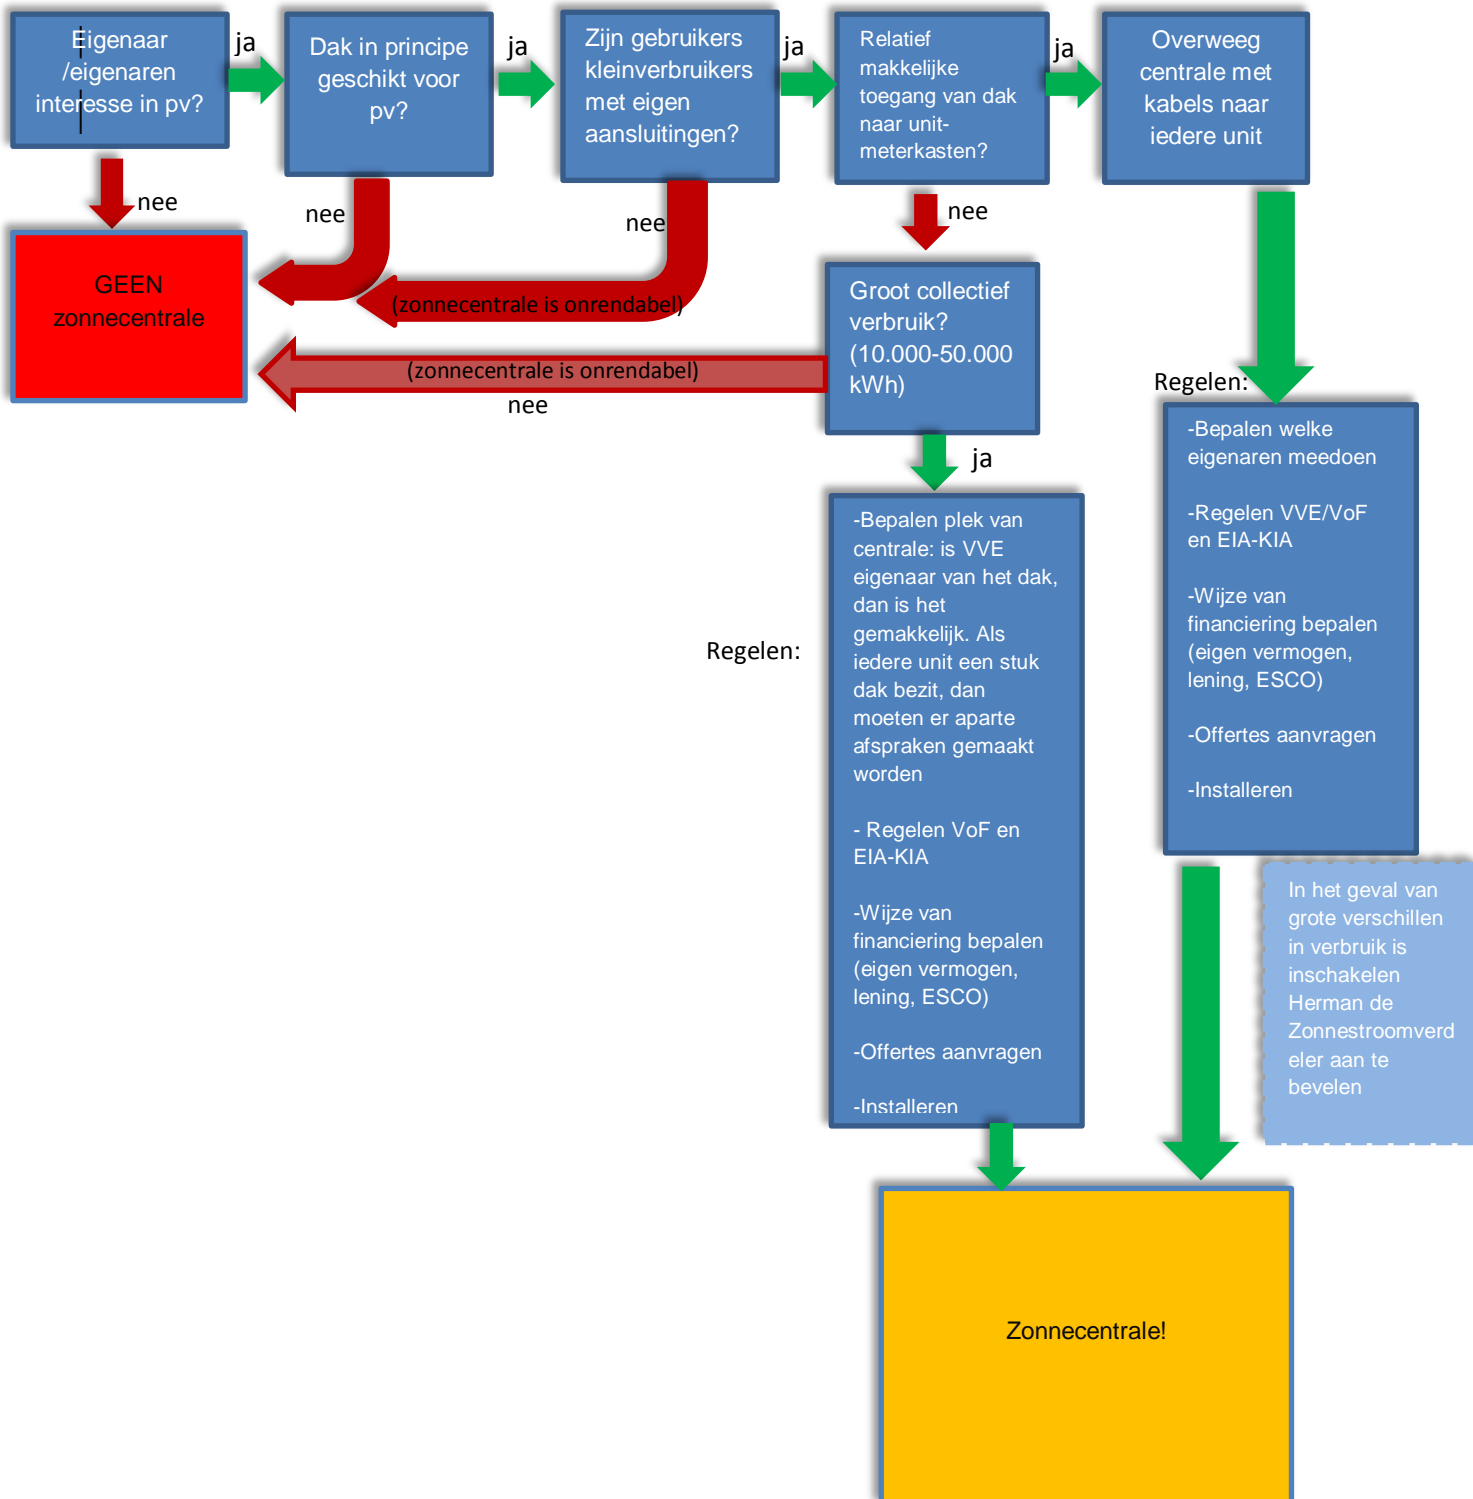 Eigenaar
/eigenaren
interesse in pv?
ja
Dak in principe
geschikt voor
pv?
ja
Zijn gebruikers
kleinverbruikers
met eigen
aansluitingen?
ja
Relatief
makkelijke
toegang van dak
naar unit-
meterkasten?
ja
Overweeg
centrale met
kabels naar
iedere unit
nee
nee
nee
nee
GEEN
zonnecentrale
(zonnecentrale is onrendabel)
(zonnecentrale is onrendabel)
nee
Groot collectief
verbruik?
(10.000-50.000
kWh)
ja
Regelen:
-Bepalen welke
eigenaren meedoen
-Regelen VVE/VoF
en EIA-KIA
-Wijze van
financiering bepalen
(eigen vermogen,
lening, ESCO)
-Offertes aanvragen
-Installeren
Regelen:
-Bepalen plek van
centrale: is VVE
eigenaar van het dak,
dan is het
gemakkelijk. Als
iedere unit een stuk
dak bezit, dan
moeten er aparte
afspraken gemaakt
worden
- Regelen VoF en
EIA-KIA
-Wijze van
financiering bepalen
(eigen vermogen,
lening, ESCO)
-Offertes aanvragen
-Installeren
In het geval van
grote verschillen
in verbruik is
inschakelen
Herman de
Zonnestroomverd
eler aan te
bevelen
Zonnecentrale!